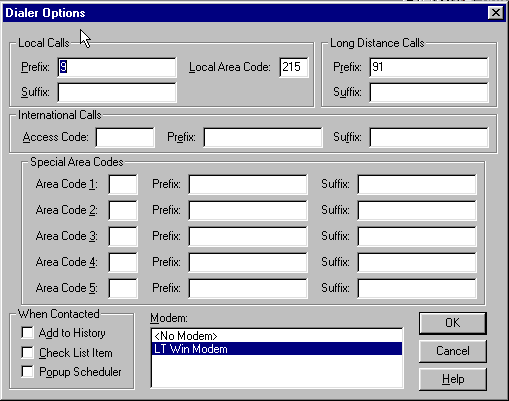 Dialer Options
Local Calls
Prefix: 9 Local Area Code: 215
Suffix:
Long Distance Calls
Prefix: 91
Suffix:
International Calls
Access Code: Prefix: Suffix:
Special Area Codes
Area Code 1: Prefix: Suffix:
Area Code 2: Prefix: Suffix:
Area Code 3: Prefix: Suffix:
Area Code 4: Prefix: Suffix:
Area Code 5: Prefix: Suffix:
When Contacted
Add to History
Check List Item
Popup Scheduler
Modem:
<No Modem>
LT Win Modem
OK
Cancel
Help